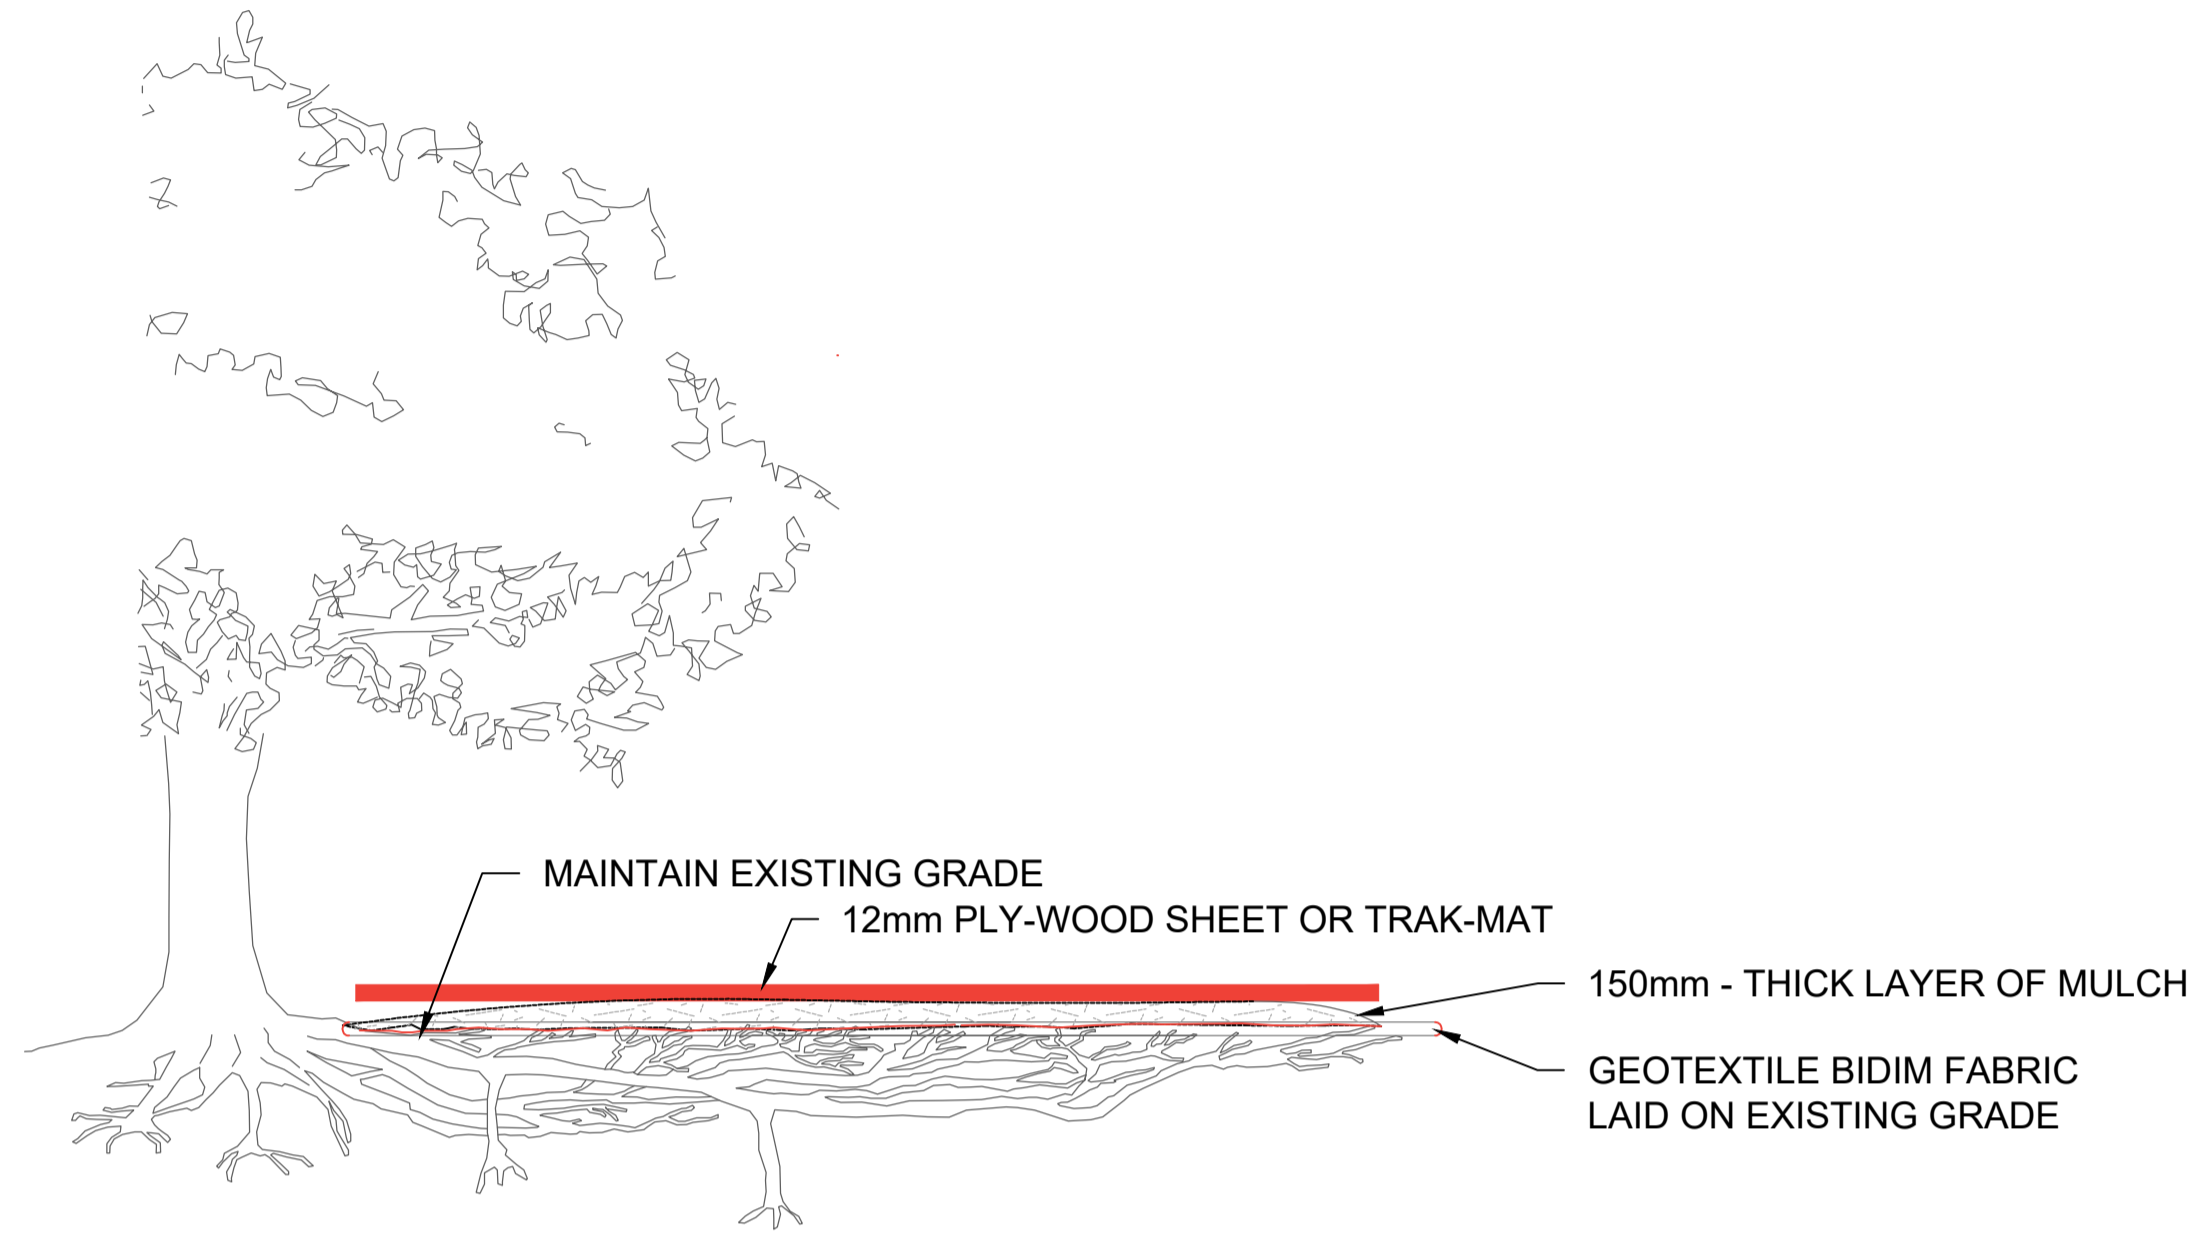 MAINTAIN EXISTING GRADE
12mm PLY-WOOD SHEET OR TRAK-MAT
150mm - THICK LAYER OF MULCH
GEOTEXTILE BIDIM FABRIC
LAID ON EXISTING GRADE